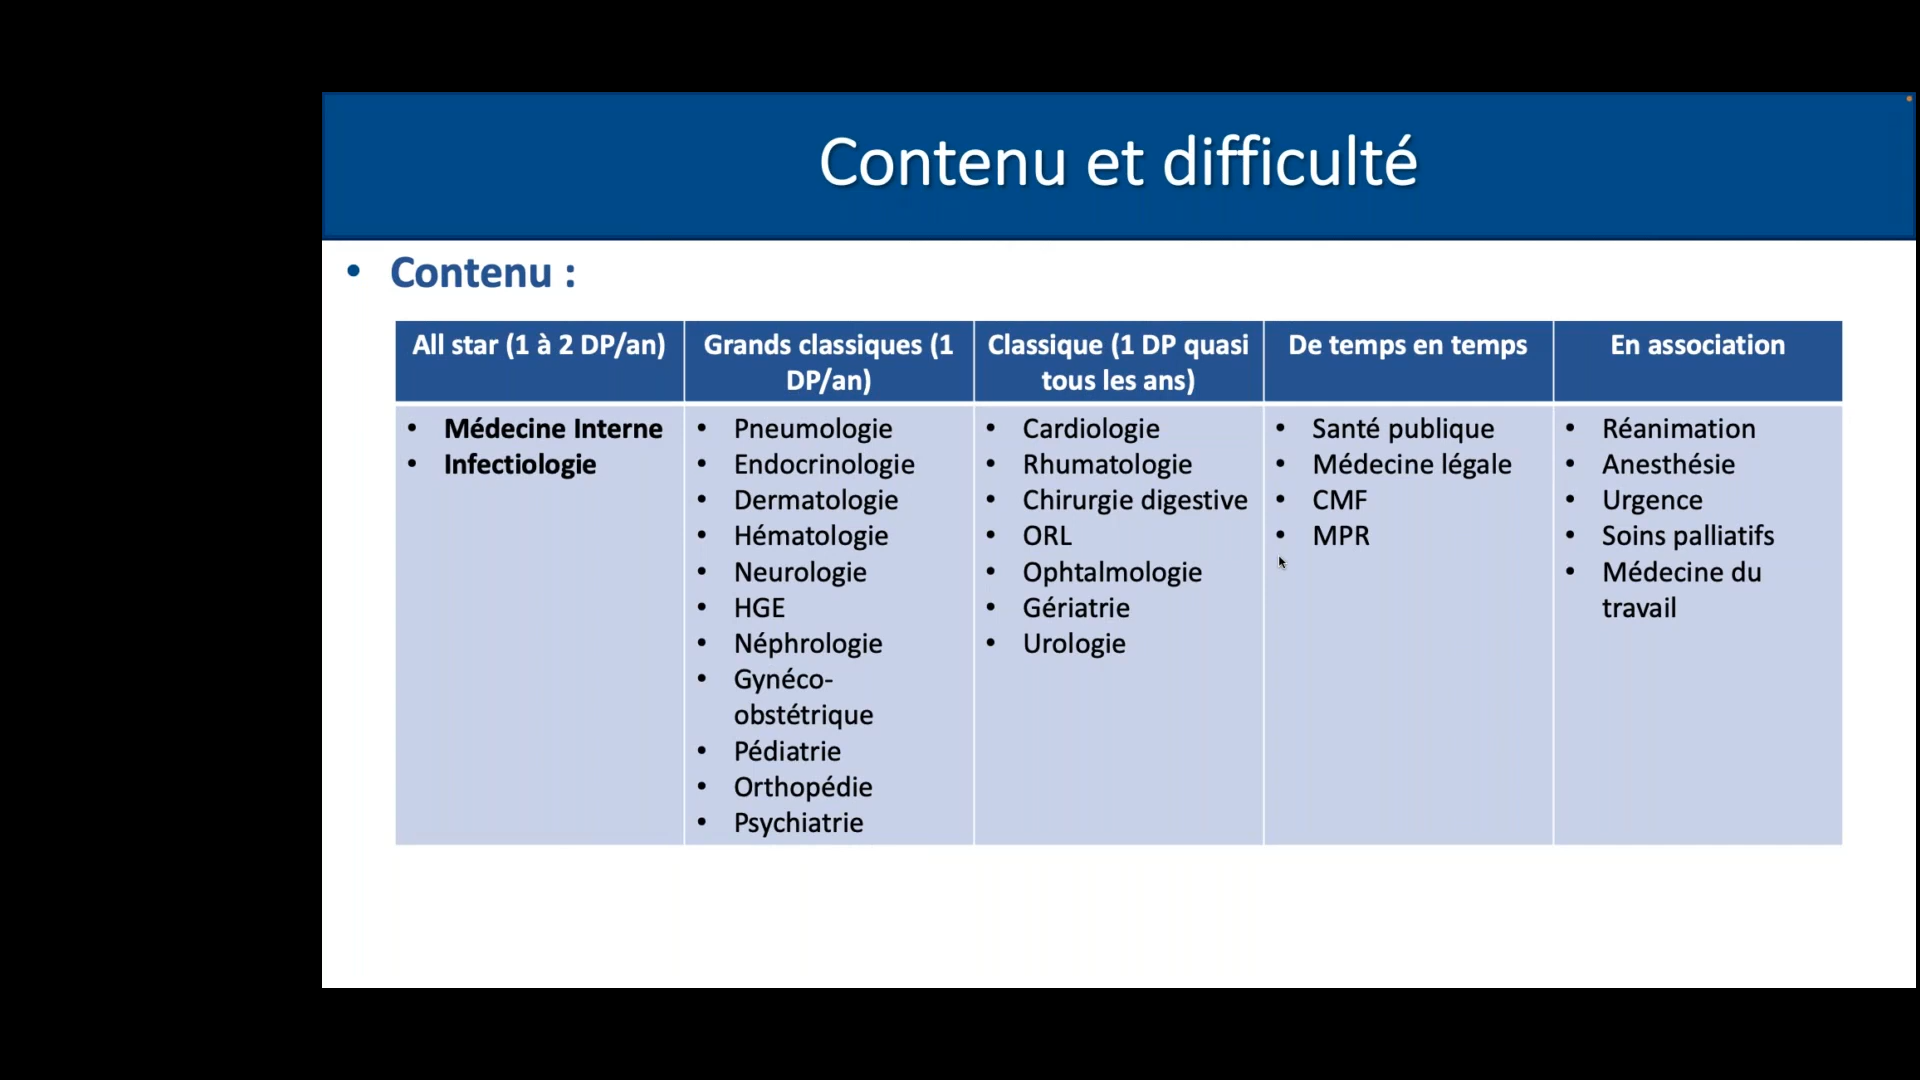 Contenu et difficulté
• Contenu :
All star (1 à 2 DP/an)
Grands classiques (1
DP/an)
Classique (1 DP quasi
tous les ans)
De temps en temps
En association
• Médecine Interne
• Infectiologie
• Pneumologie
• Endocrinologie
• Dermatologie
• Hématologie
• Neurologie
• HGE
• Néphrologie
• Gynéco-
obstétrique
• Pédiatrie
• Orthopédie
• Psychiatrie
• Cardiologie
• Rhumatologie
• Chirurgie digestive
• ORL
• Ophtalmologie
• Gériatrie
• Urologie
• Santé publique
• Médecine légale
• CMF
• MPR
• Réanimation
• Anesthésie
• Urgence
• Soins palliatifs
• Médecine du
travail